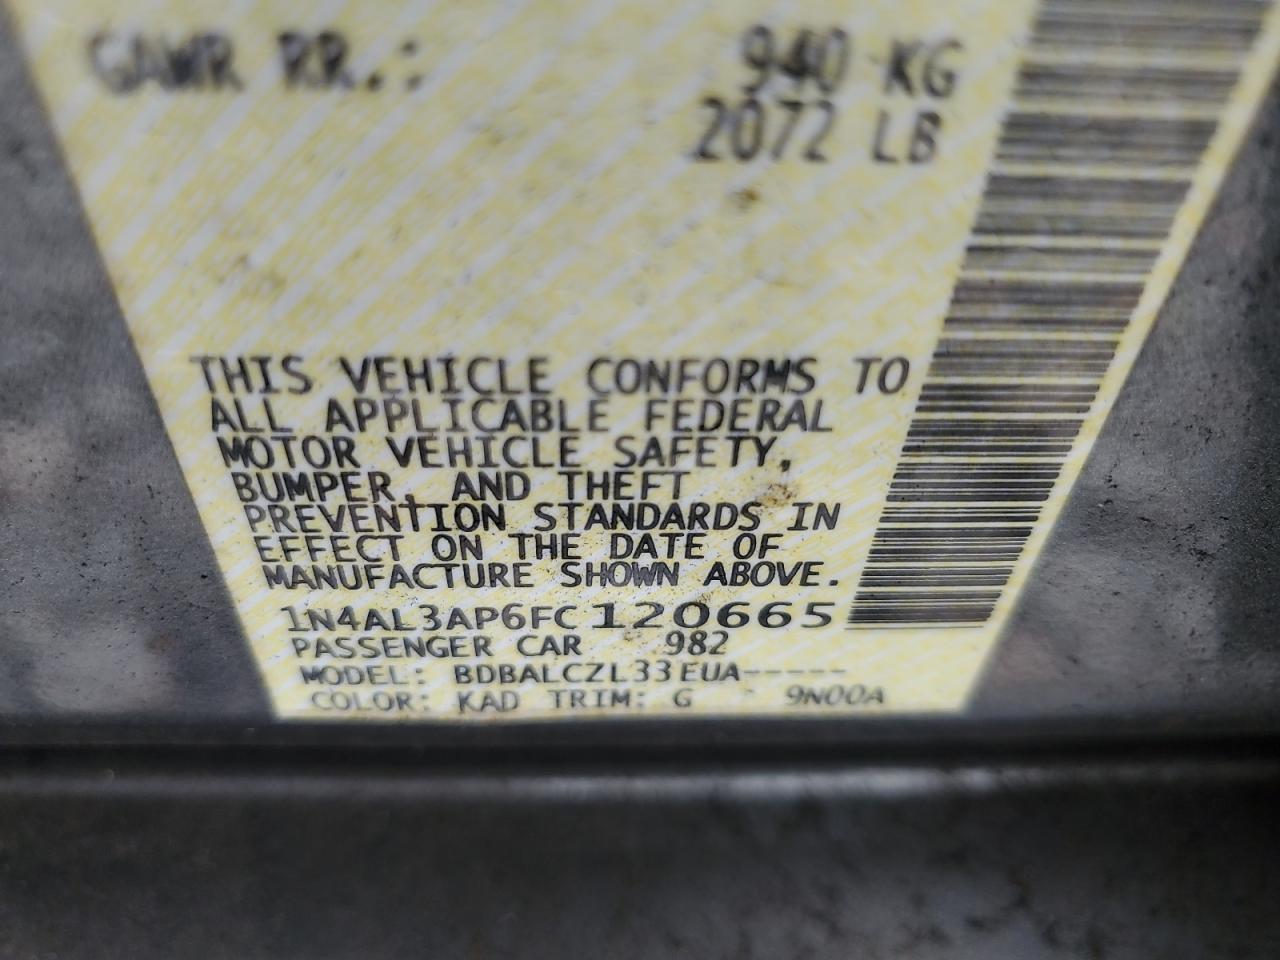 GAWR RR.: 940 KG
2072 LB
THIS VEHICLE CONFORMS TO
ALL APPLICABLE FEDERAL
MOTOR VEHICLE SAFETY,
BUMPER, AND THEFT
PREVENTION STANDARDS IN
EFFECT ON THE DATE OF
MANUFACTURE SHOWN ABOVE.
1N4AL3AP6FC120665
PASSENGER CAR 982
MODEL: BDBALCZL33EUA-----
COLOR: KAD TRIM: G 9N00A